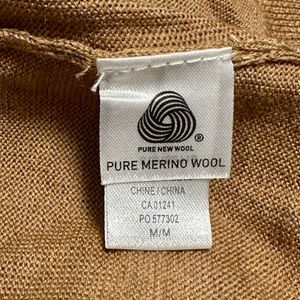 ®
PURE NEW WOOL
PURE MERINO WOOL
CHINE / CHINA
CA 01241
PO 577302
M/M